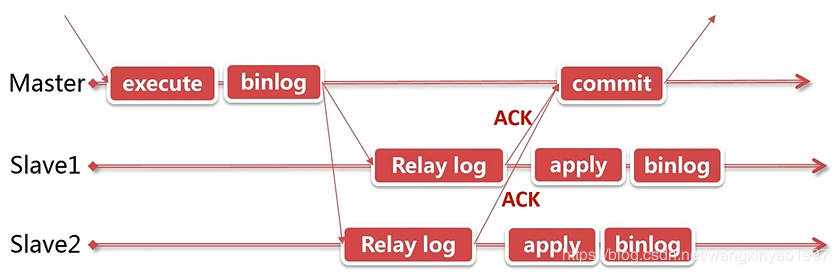 Master execute binlog commit
ACK
Slave1 Relay log apply binlog
ACK
Slave2 Relay log apply binlog
https://blog.csdn.net/wangxinyao1997